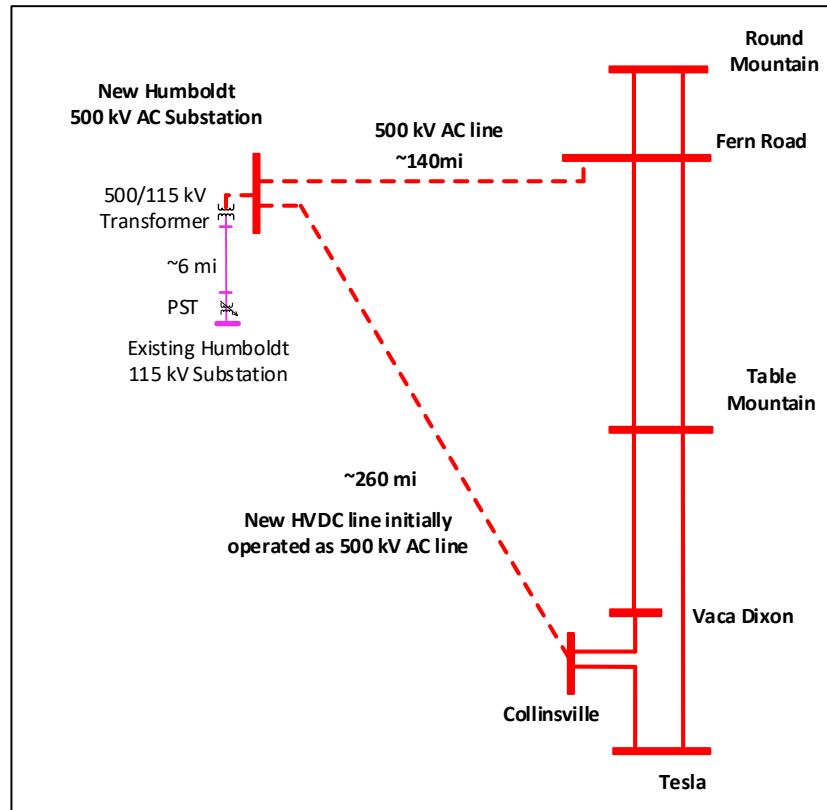 Round
Mountain
New Humboldt
500 kV AC Substation
500 kV AC line
~140mi
Fern Road
500/115 kV
Transformer
~6 mi
PST
Existing Humboldt
115 kV Substation
Table
Mountain
~260 mi
New HVDC line initially
operated as 500 kV AC line
Vaca Dixon
Collinsville
Tesla